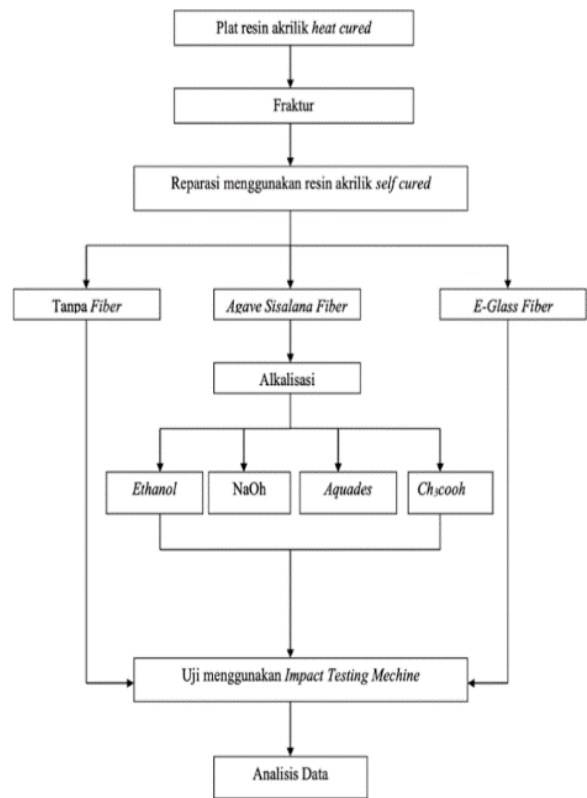 Plat resin akrilik heat cured
Fraktur
Reparasi menggunakan resin akrilik self cured
Tanpa Fiber
Agave Sisalana Fiber
E-Glass Fiber
Alkalisasi
Ethanol
NaOh
Aquades
Ch₃cooh
Uji menggunakan Impact Testing Mechine
Analisis Data